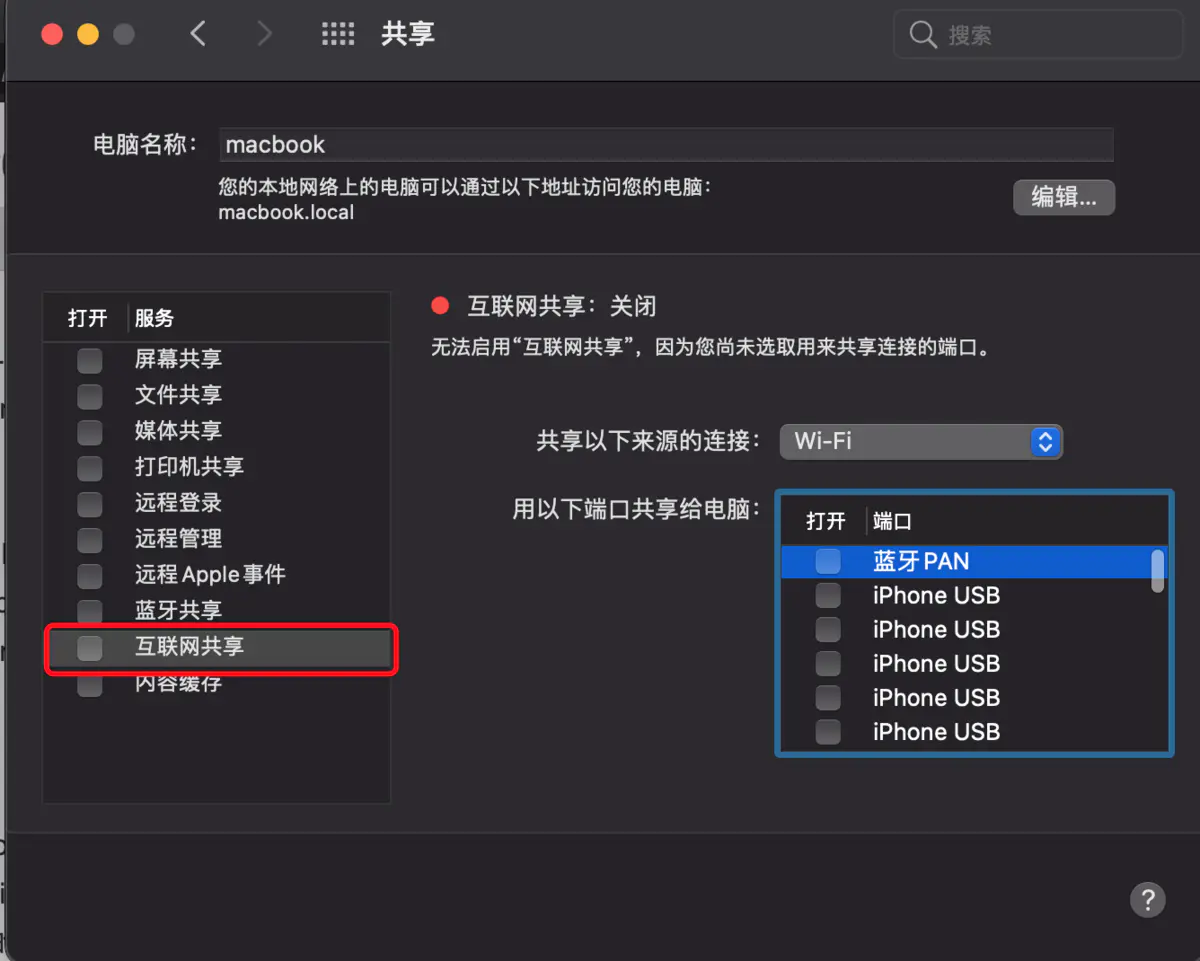 共享
搜索
电脑名称：
macbook
您的本地网络上的电脑可以通过以下地址访问您的电脑：
macbook.local
编辑...
打开 服务
屏幕共享
文件共享
媒体共享
打印机共享
远程登录
远程管理
远程Apple事件
蓝牙共享
互联网共享
内容缓存
互联网共享：关闭
无法启用“互联网共享”，因为您尚未选取用来共享连接的端口。
共享以下来源的连接：
Wi-Fi
用以下端口共享给电脑：
打开 端口
蓝牙 PAN
iPhone USB
iPhone USB
iPhone USB
iPhone USB
iPhone USB
?